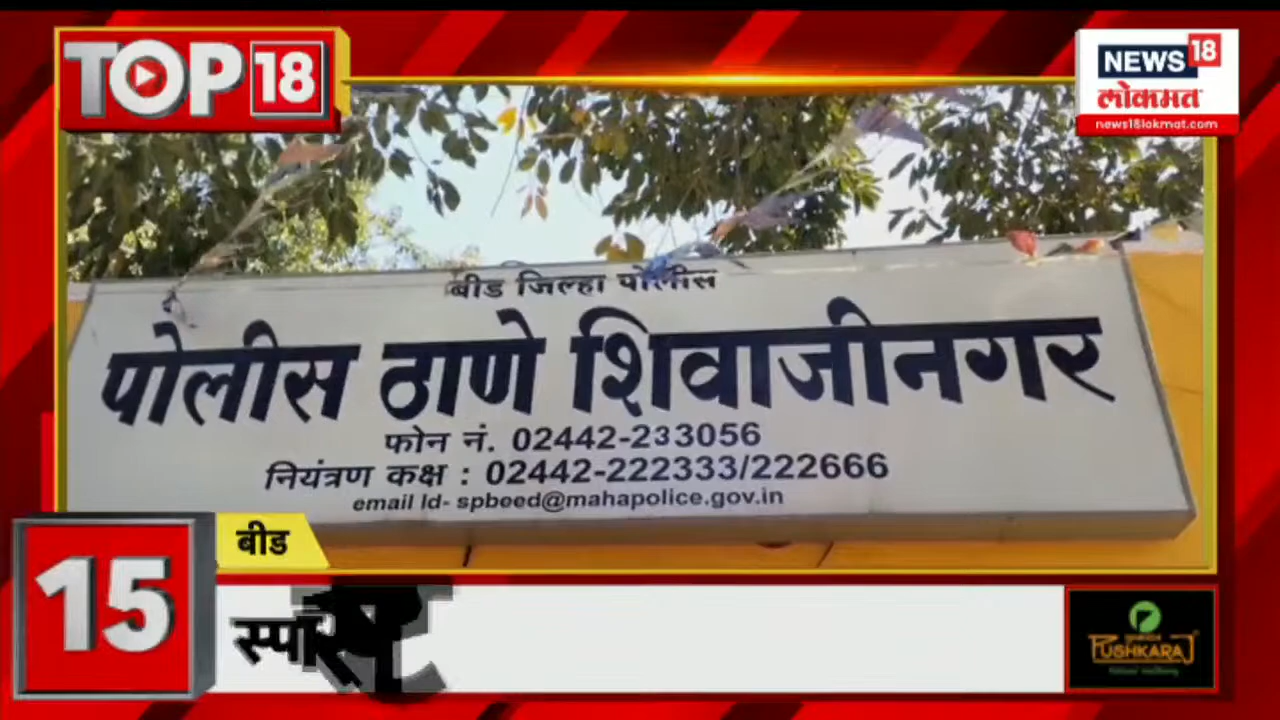 TOP 18
NEWS 18
लोकमत
news18lokmat.com
बीड जिल्हा पोलीस
पोलीस ठाणे शिवाजीनगर
फोन नं. 02442-233056
नियंत्रण कक्ष : 02442-222333/222666
email Id- spbeed@mahapolice.gov.in
15
बीड
PUSHKARAJ